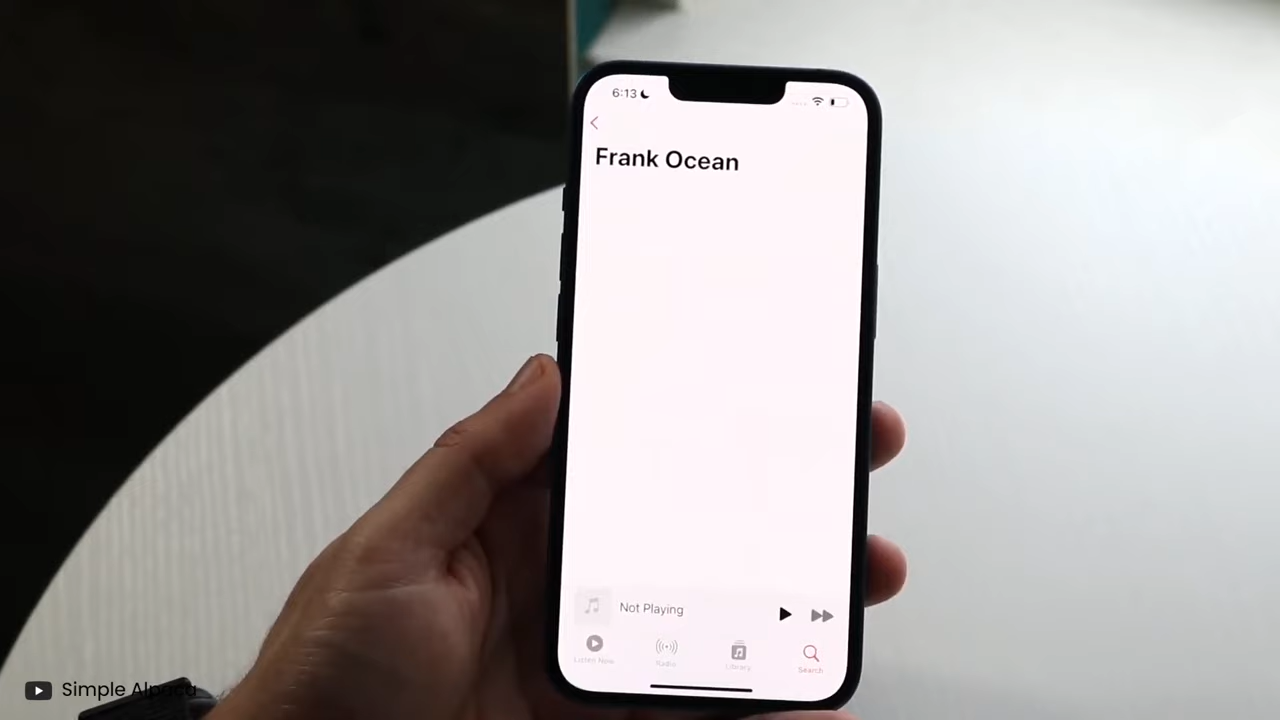 6:13
Frank Ocean
Not Playing
Listen Now
Radio
Library
Search
Simple Alpaca